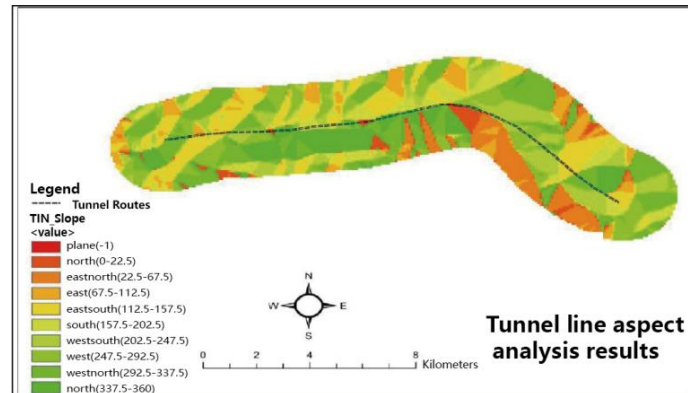 Legend
Tunnel Routes
TIN_Slope
<value>
plane(-1)
north(0-22.5)
eastnorth(22.5-67.5)
east(67.5-112.5)
eastsouth(112.5-157.5)
south(157.5-202.5)
westsouth(202.5-247.5)
west(247.5-292.5)
westnorth(292.5-337.5)
north(337.5-360)
N
W E
S
0 2 4 8
Kilometers
Tunnel line aspect
analysis results